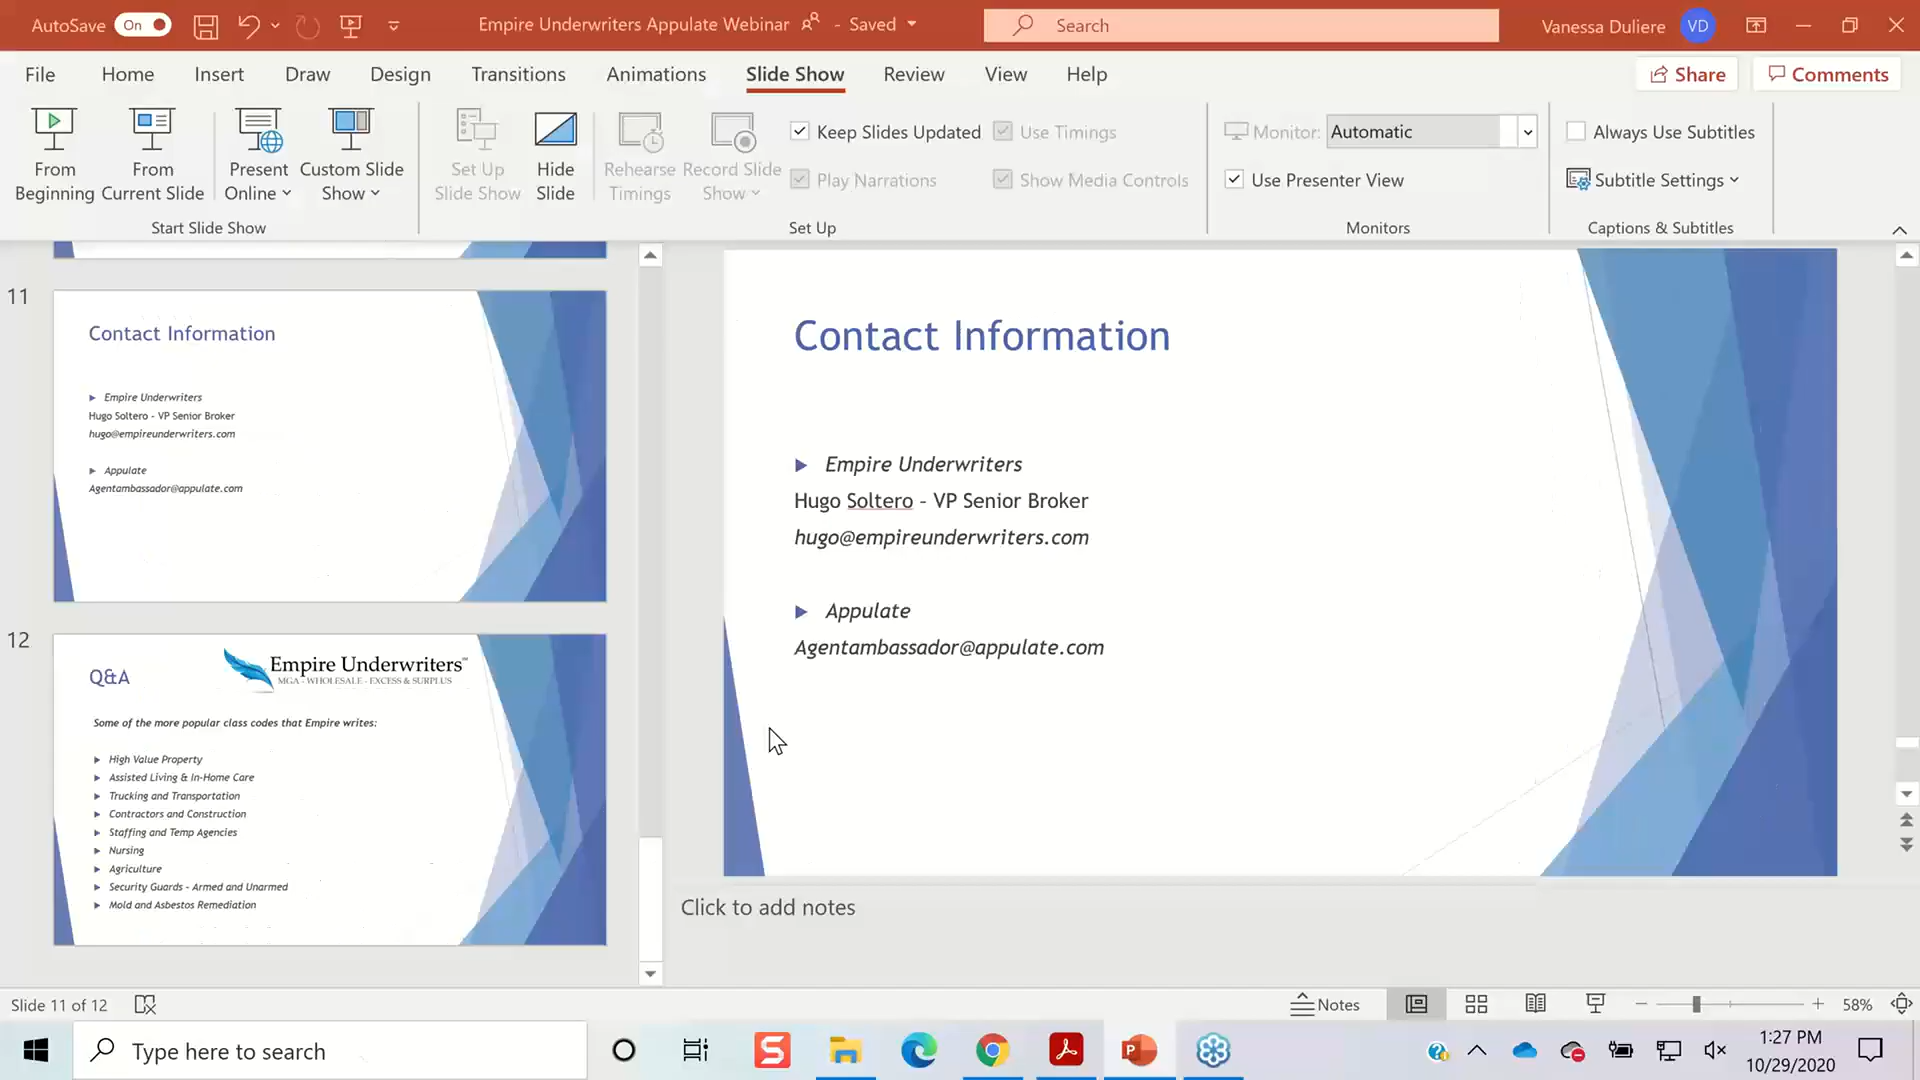 AutoSave On
Empire Underwriters Appulate Webinar - Saved
Search
Vanessa Duliere VD
File Home Insert Draw Design Transitions Animations Slide Show Review View Help
Share Comments
From Beginning
From Current Slide
Present Online
Custom Slide Show
Set Up Slide Show
Hide Slide
Rehearse Timings
Record Slide Show
Keep Slides Updated
Use Timings
Play Narrations
Show Media Controls
Monitor: Automatic
Use Presenter View
Always Use Subtitles
Subtitle Settings
Start Slide Show
Set Up
Monitors
Captions & Subtitles
11
Contact Information
Empire Underwriters
Hugo Soltero - VP Senior Broker
hugo@empireunderwriters.com
Appulate
Agentambassador@appulate.com
12
Q&A
Empire Underwriters™
MGA - WHOLESALE - EXCESS & SURPLUS
Some of the more popular class codes that Empire writes:
High Value Property
Assisted Living & In-Home Care
Trucking and Transportation
Contractors and Construction
Staffing and Temp Agencies
Nursing
Agriculture
Security Guards - Armed and Unarmed
Mold and Asbestos Remediation
Contact Information
Empire Underwriters
Hugo Soltero - VP Senior Broker
hugo@empireunderwriters.com
Appulate
Agentambassador@appulate.com
Click to add notes
Slide 11 of 12
Notes
58%
Type here to search
1:27 PM
10/29/2020